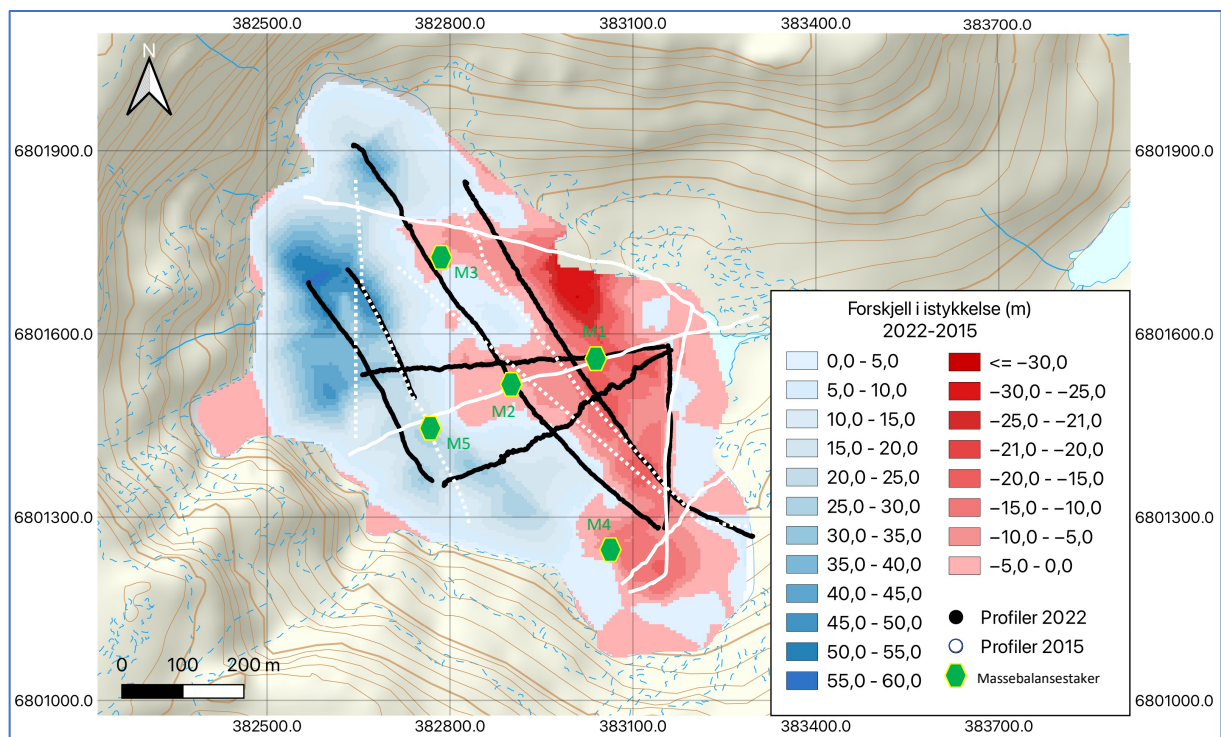 382500.0 382800.0 383100.0 383400.0 383700.0
N
6801900.0 6801900.0
M3
Forskjell i istykkelse (m)
2022-2015
M1
6801600.0
0,0 - 5,0 <= −30,0
5,0 - 10,0 −30,0 - −25,0
M2
10,0 - 15,0 −25,0 - −21,0
M5
15,0 - 20,0 −21,0 - −20,0
20,0 - 25,0 −20,0 - −15,0
25,0 - 30,0 −15,0 - −10,0
6801300.0 6801300.0
M4
30,0 - 35,0 −10,0 - −5,0
35,0 - 40,0 −5,0 - 0,0
40,0 - 45,0
45,0 - 50,0 Profiler 2022
50,0 - 55,0 Profiler 2015
55,0 - 60,0 Massebalansestaker
0 100 200 m
6801000.0 6801000.0
382500.0 382800.0 383100.0 383400.0 383700.0
6801600.0